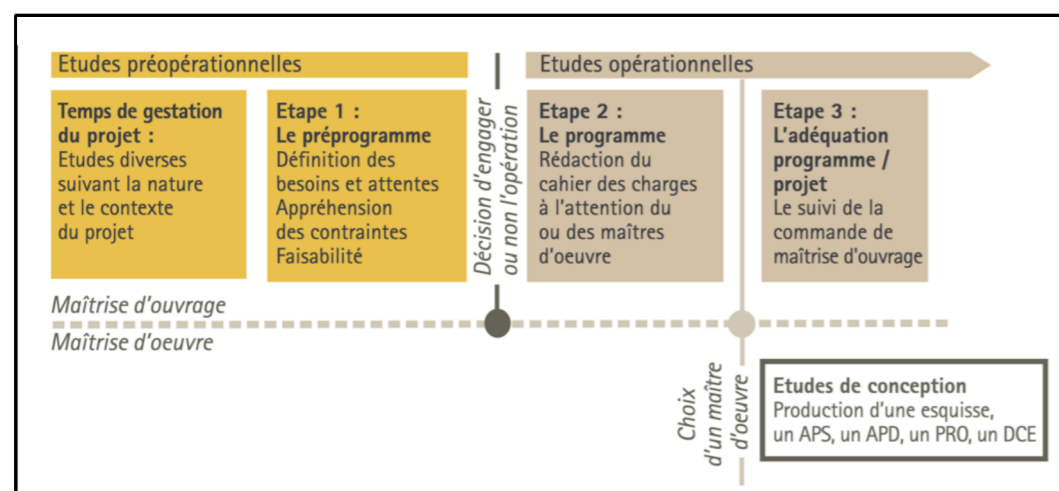 Etudes préopérationnelles
Temps de gestation
du projet :
Etudes diverses
suivant la nature
et le contexte
du projet
Etape 1 :
Le préprogramme
Définition des
besoins et attentes
Appréhension
des contraintes
Faisabilité
Décision d'engager
ou non l'opération
Etudes opérationnelles
Etape 2 :
Le programme
Rédaction du
cahier des charges
à l'attention du
ou des maîtres
d'oeuvre
Etape 3 :
L'adéquation
programme /
projet
Le suivi de la
commande de
maîtrise d'ouvrage
Maîtrise d'ouvrage
Maîtrise d'oeuvre
Choix
d'un maître
d'oeuvre
Etudes de conception
Production d'une esquisse,
un APS, un APD, un PRO, un DCE